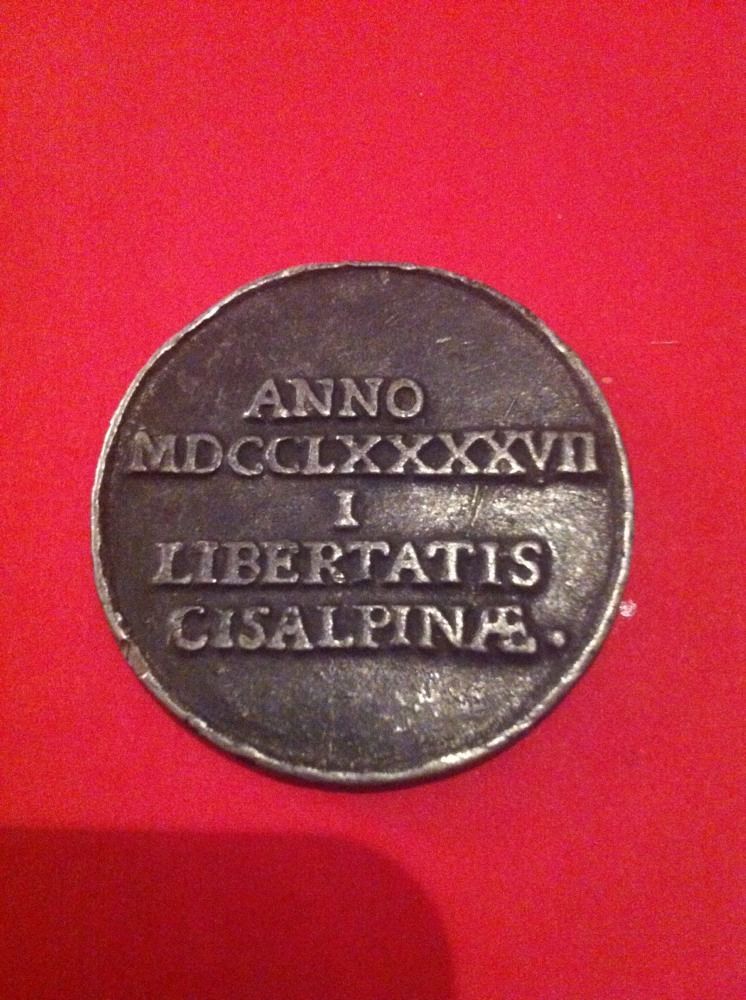 ANNO
MDCCLXXXXVII
I
LIBERTATIS
CISALPINÆ.